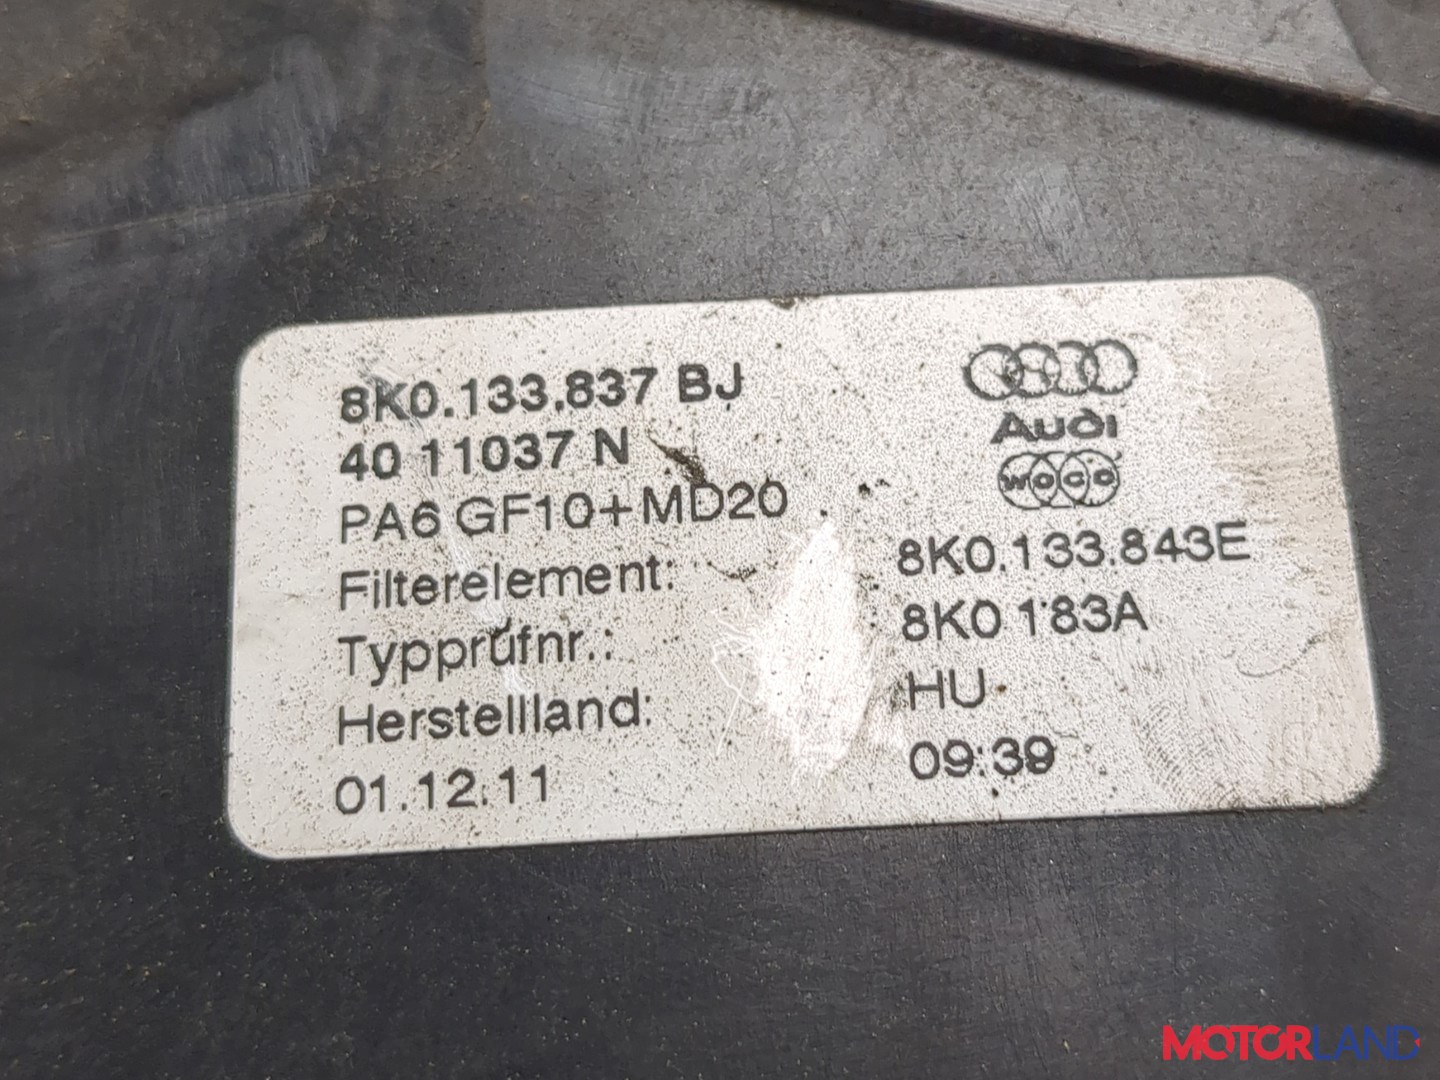 8K0.133.837 BJ
40 11037 N
PA6 GF10+MD20
Audi
woco
Filterelement: 8K0.133.843E
Typprüfnr.: 8K0 183A
Herstellland: HU
01.12.11 09:39
MOTORLAND